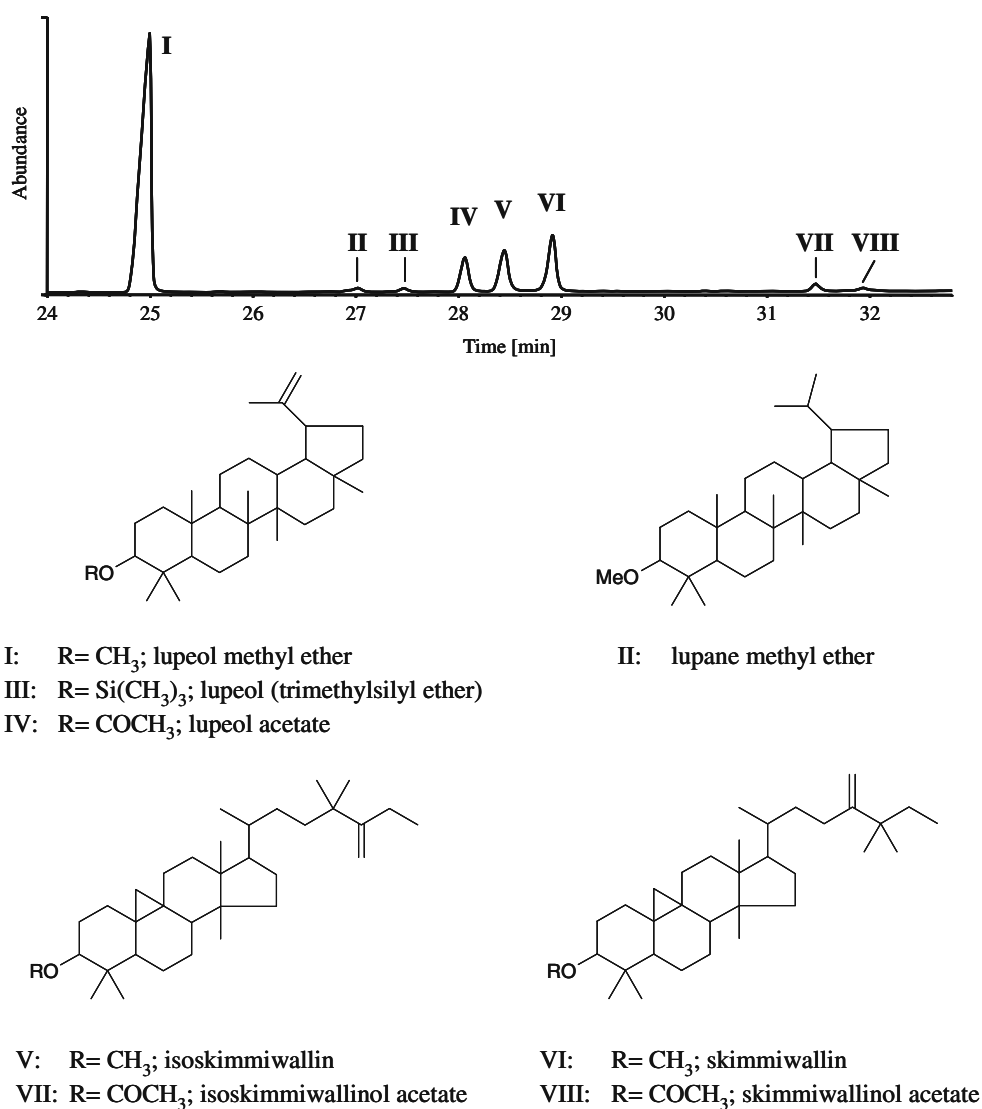 I
Abundance
II III IV V VI VII VIII
24 25 26 27 28 29 30 31 32
Time [min]
RO
MeO
I: R= CH₃; lupeol methyl ether
II: lupane methyl ether
III: R= Si(CH₃)₃; lupeol (trimethylsilyl ether)
IV: R= COCH₃; lupeol acetate
RO
RO
V: R= CH₃; isoskimmiwallin
VII: R= COCH₃; isoskimmiwallinol acetate
VI: R= CH₃; skimmiwallin
VIII: R= COCH₃; skimmiwallinol acetate